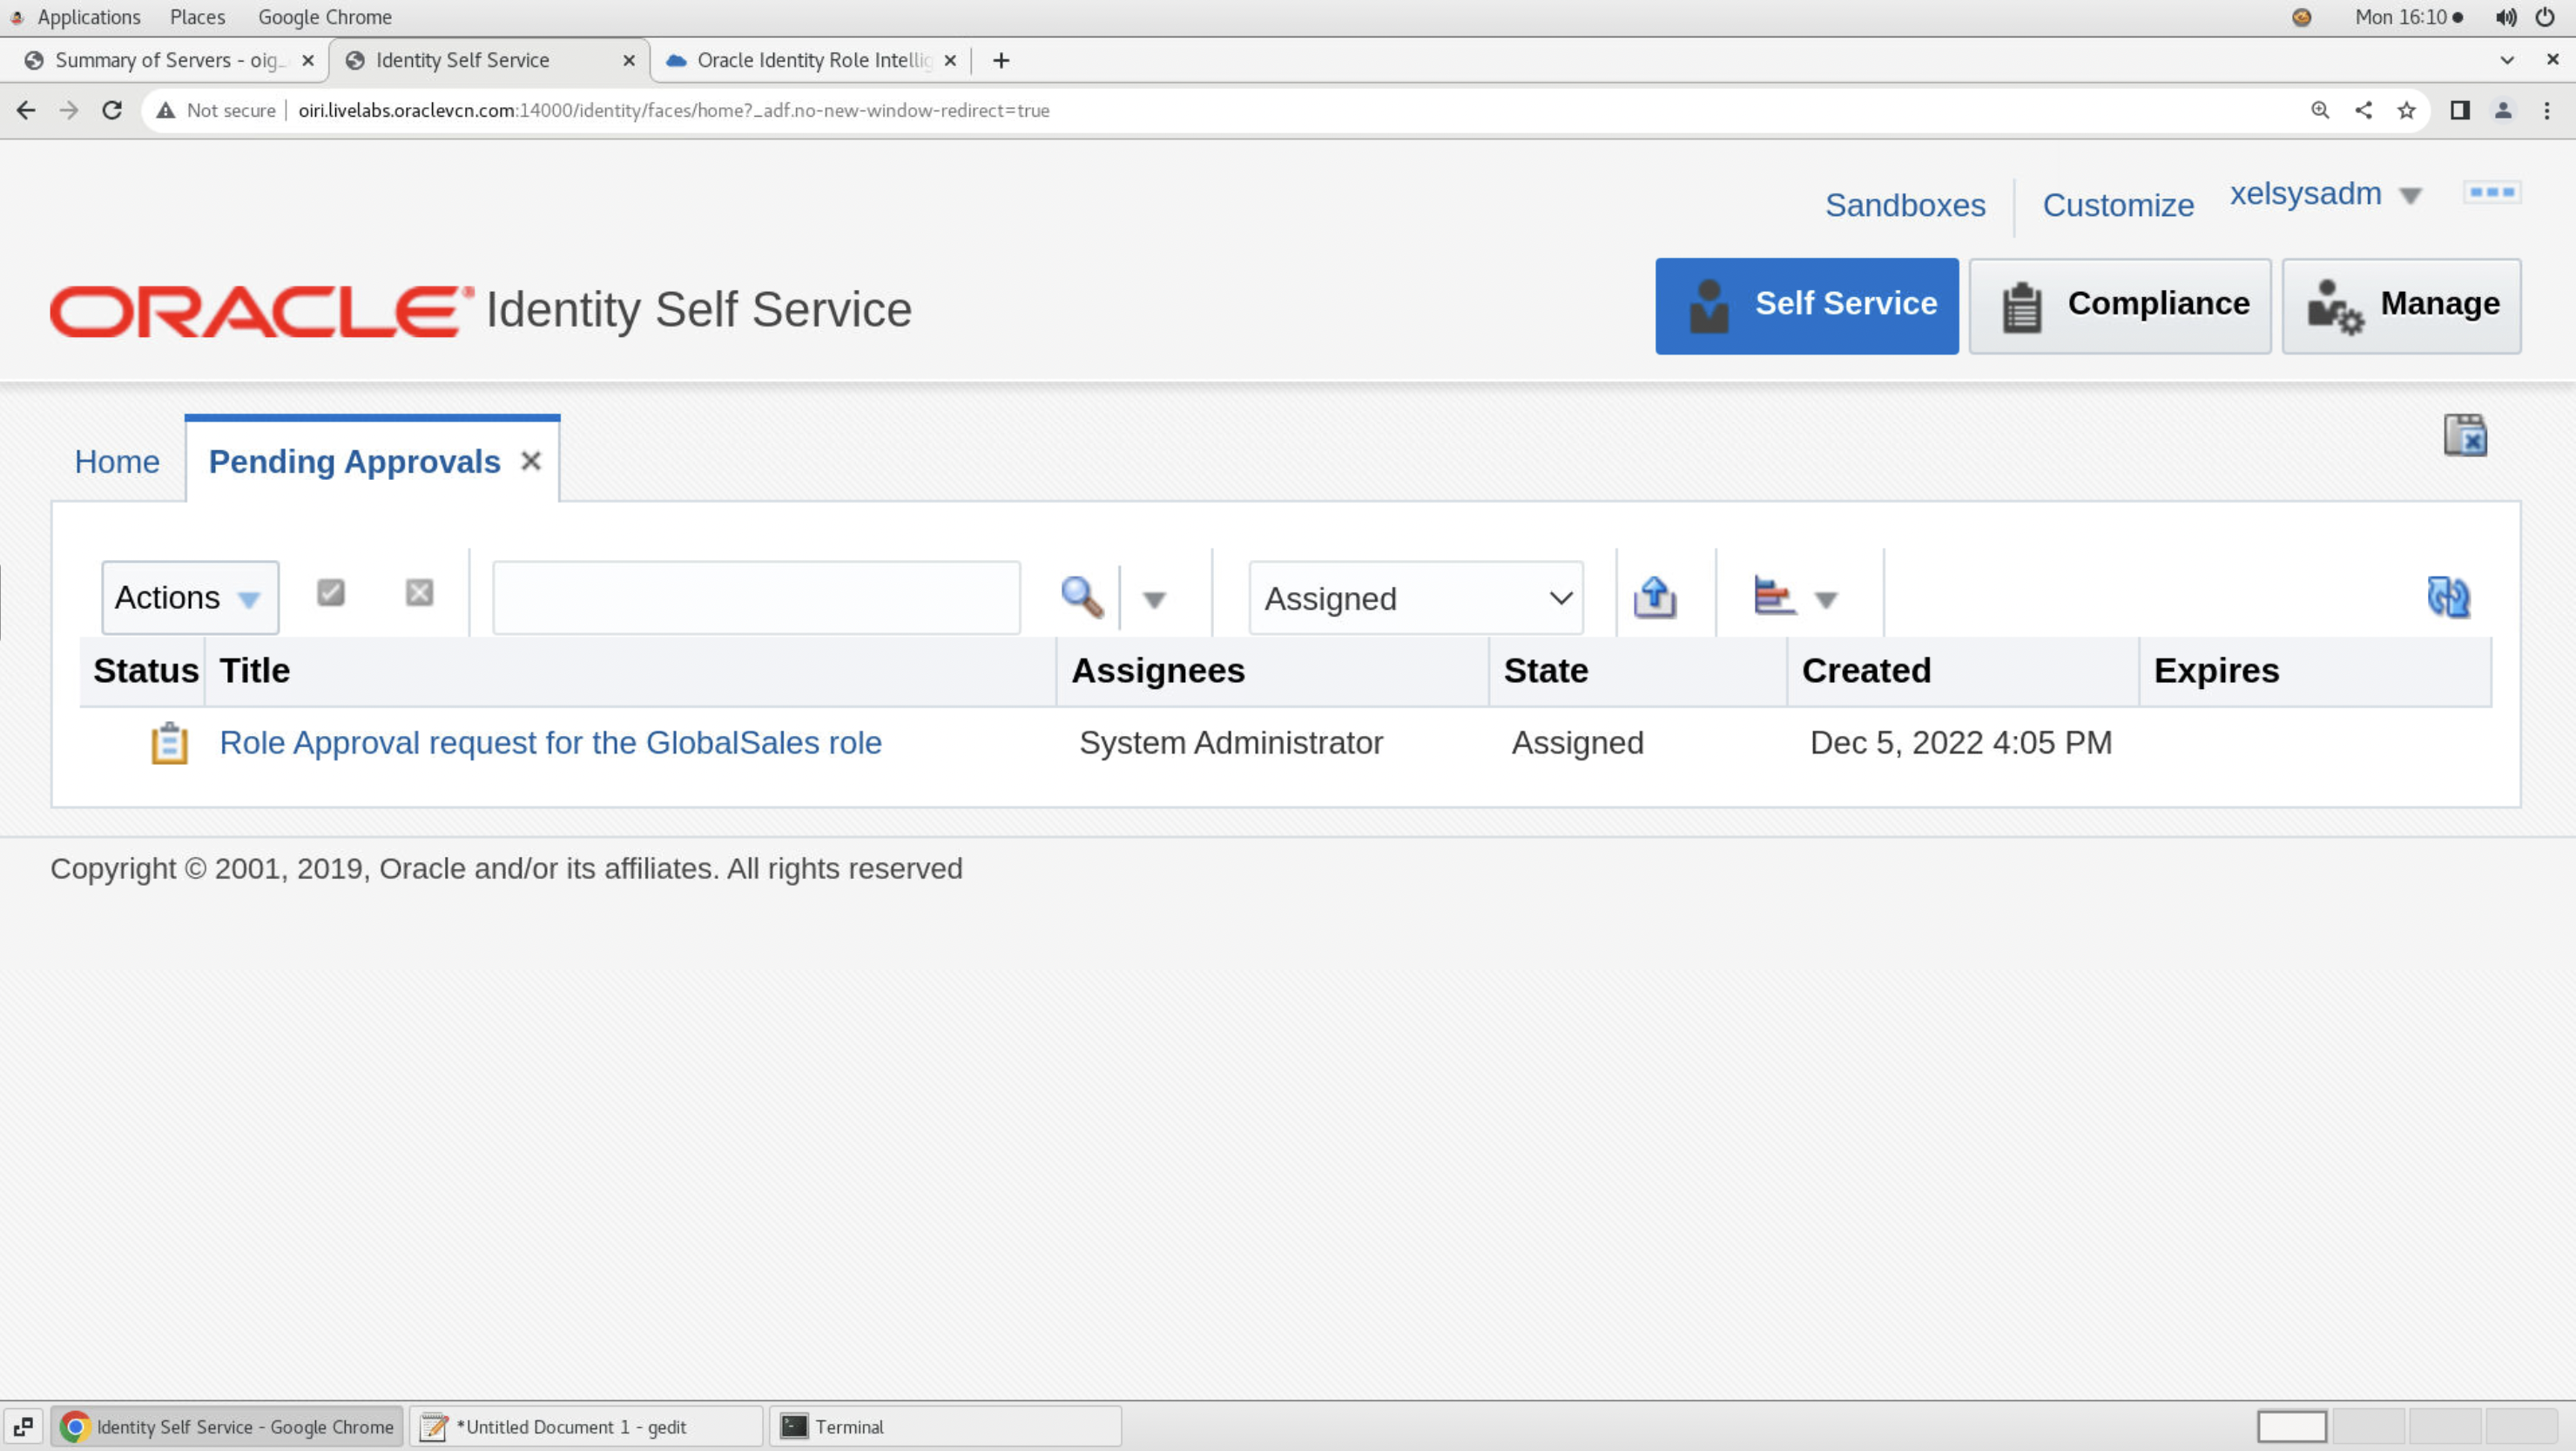 Applications Places Google Chrome Mon 16:10
Summary of Servers - oig_ Identity Self Service Oracle Identity Role Intellig
Not secure oiri.livelabs.oraclevcn.com:14000/identity/faces/home?_adf.no-new-window-redirect=true
Sandboxes Customize xelsysadm
ORACLE® Identity Self Service Self Service Compliance Manage
Home Pending Approvals
Actions Assigned
Status Title Assignees State Created Expires
Role Approval request for the GlobalSales role System Administrator Assigned Dec 5, 2022 4:05 PM
Copyright © 2001, 2019, Oracle and/or its affiliates. All rights reserved
Identity Self Service - Google Chrome *Untitled Document 1 - gedit Terminal